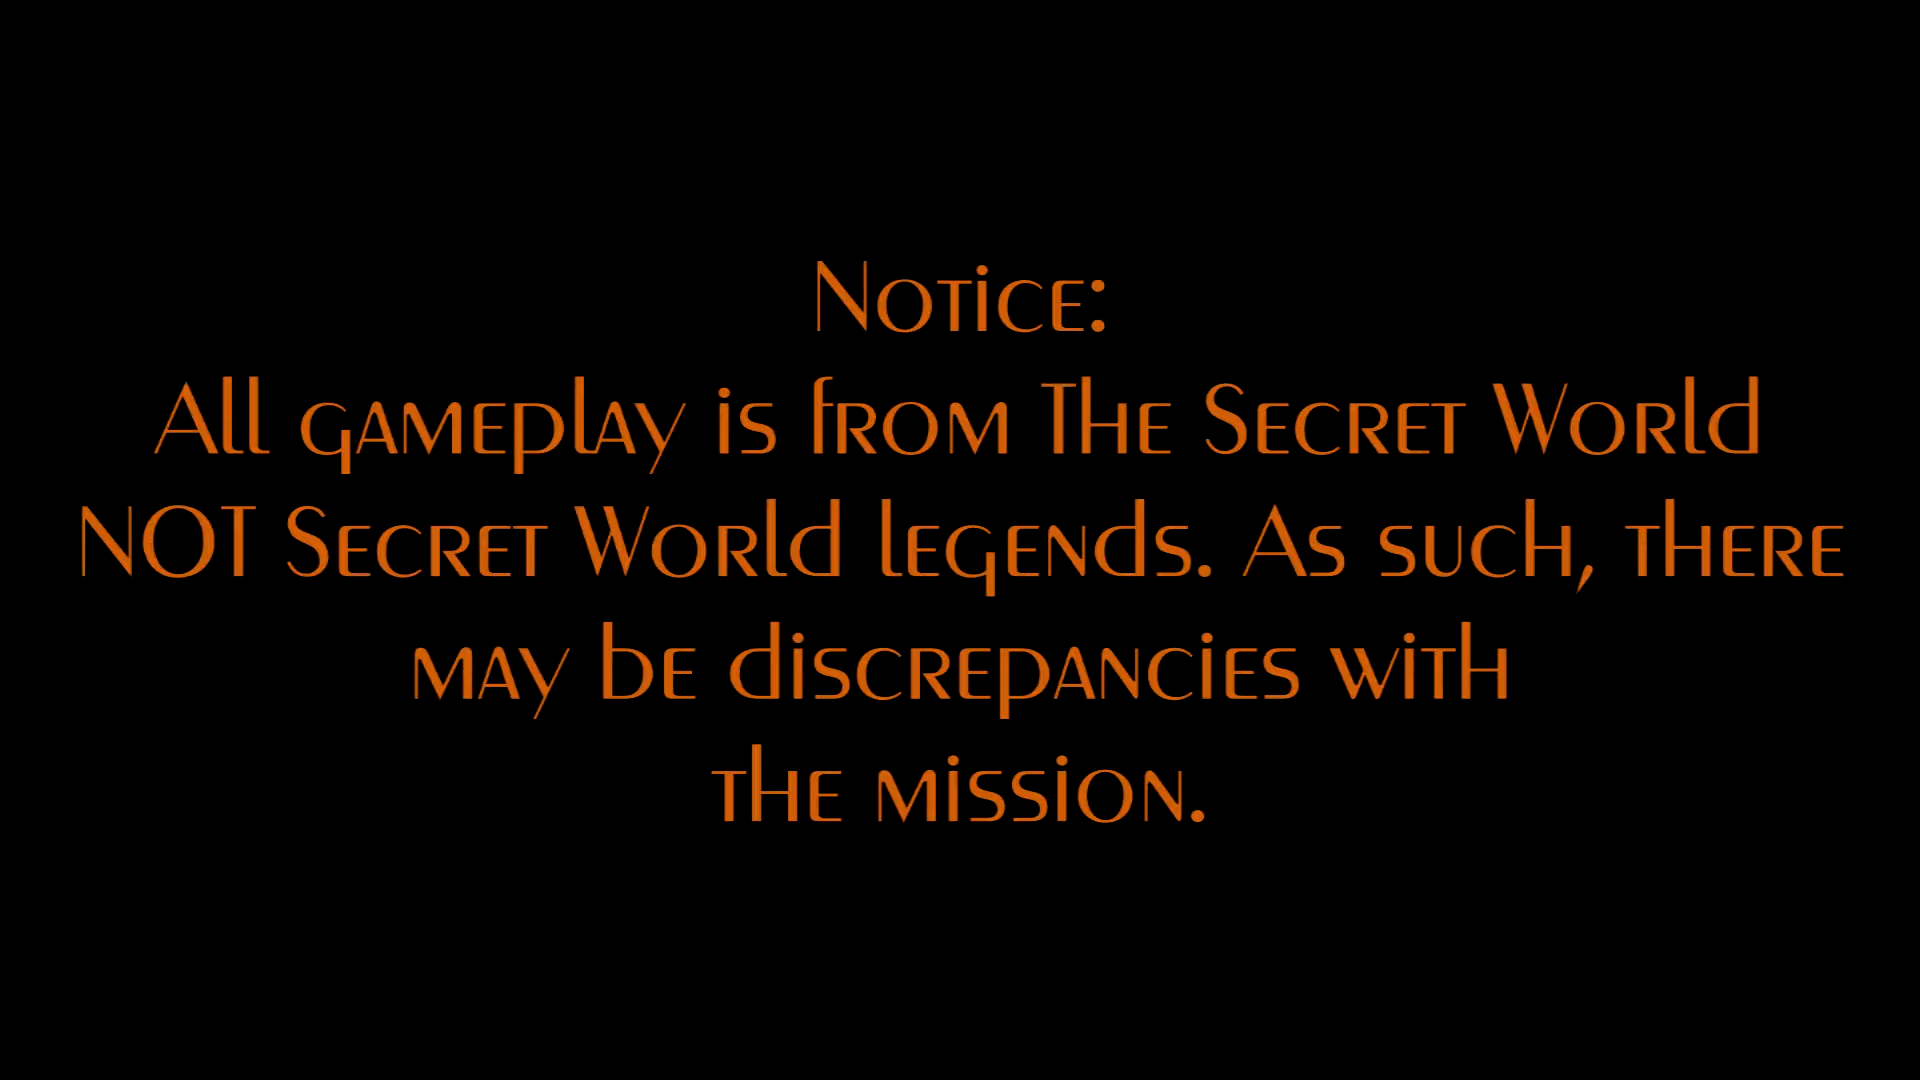 Notice:
All gameplay is from The Secret World
NOT Secret World legends. As such, there
may be discrepancies with
the mission.